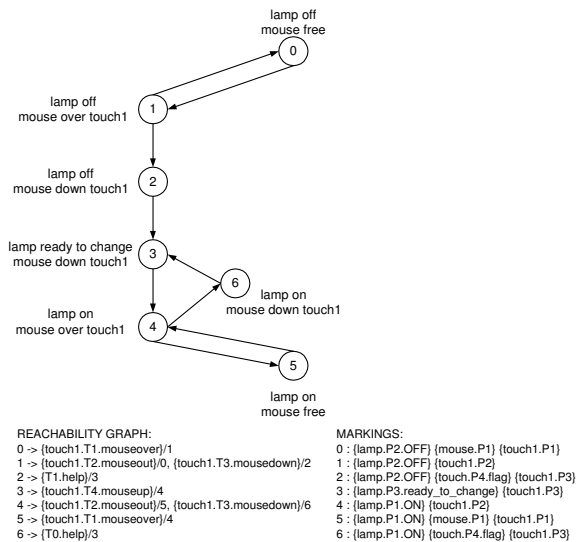 lamp off
mouse free
0
lamp off
mouse over touch1
1
lamp off
mouse down touch1
2
lamp ready to change
mouse down touch1
3
6
lamp on
mouse down touch1
lamp on
mouse over touch1
4
5
lamp on
mouse free
REACHABILITY GRAPH:
0 -> {touch1.T1.mouseover}/1
1 -> {touch1.T2.mouseout}/0, {touch1.T3.mousedown}/2
2 -> {T1.help}/3
3 -> {touch1.T4.mouseup}/4
4 -> {touch1.T2.mouseout}/5, {touch1.T3.mousedown}/6
5 -> {touch1.T1.mouseover}/4
6 -> {T0.help}/3
MARKINGS:
0 : {lamp.P2.OFF} {mouse.P1} {touch1.P1}
1 : {lamp.P2.OFF} {touch1.P2}
2 : {lamp.P2.OFF} {touch.P4.flag} {touch1.P3}
3 : {lamp.P3.ready_to_change} {touch1.P3}
4 : {lamp.P1.ON} {touch1.P2}
5 : {lamp.P1.ON} {mouse.P1} {touch1.P1}
6 : {lamp.P1.ON} {touch.P4.flag} {touch1.P3}